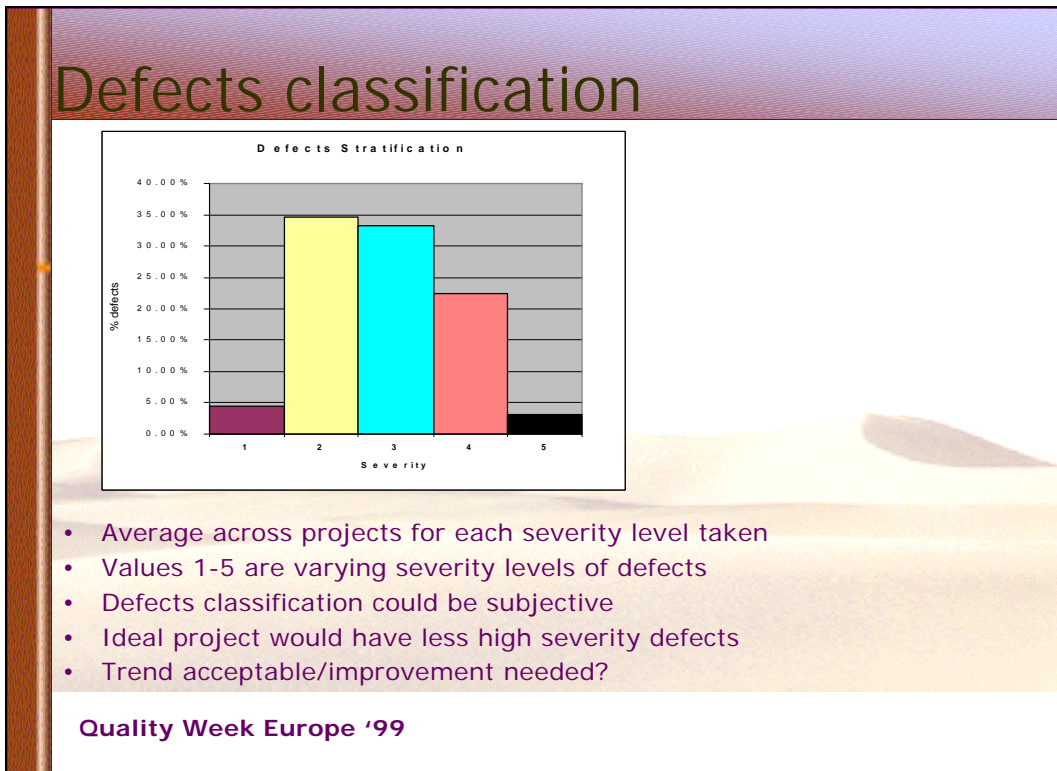 Defects classification
Defects Stratification
40.00%
35.00%
30.00%
25.00%
20.00%
15.00%
10.00%
5.00%
0.00%
% defects
1 2 3 4 5
Severity
• Average across projects for each severity level taken
• Values 1-5 are varying severity levels of defects
• Defects classification could be subjective
• Ideal project would have less high severity defects
• Trend acceptable/improvement needed?
Quality Week Europe ‘99